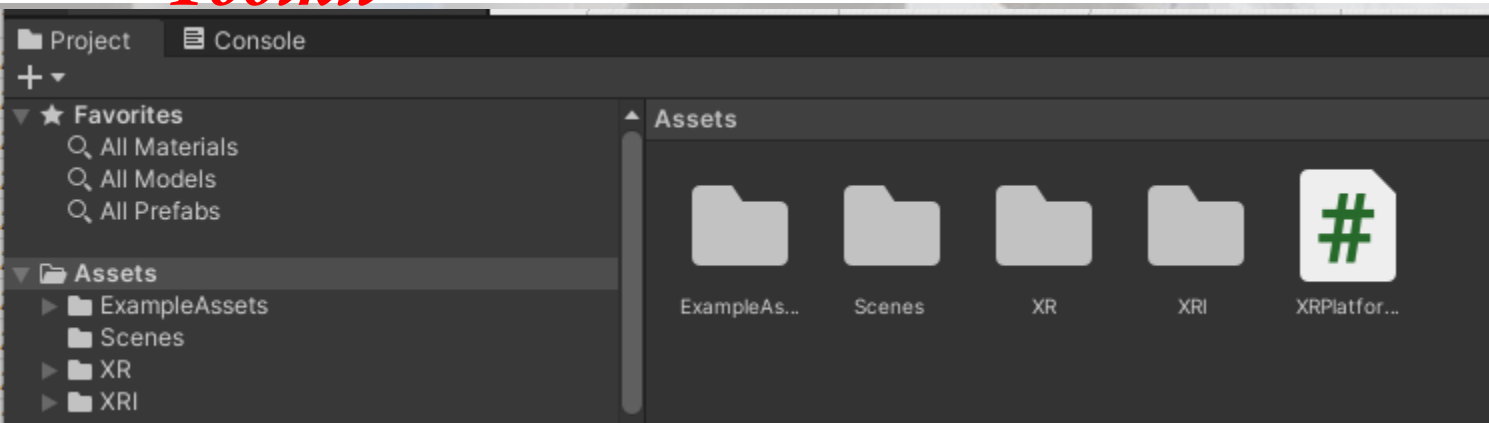 Toolkit
Project Console
Favorites
All Materials
All Models
All Prefabs
Assets
ExampleAssets
Scenes
XR
XRI
Assets
ExampleAs...
Scenes
XR
XRI
#
XRPlatfor...